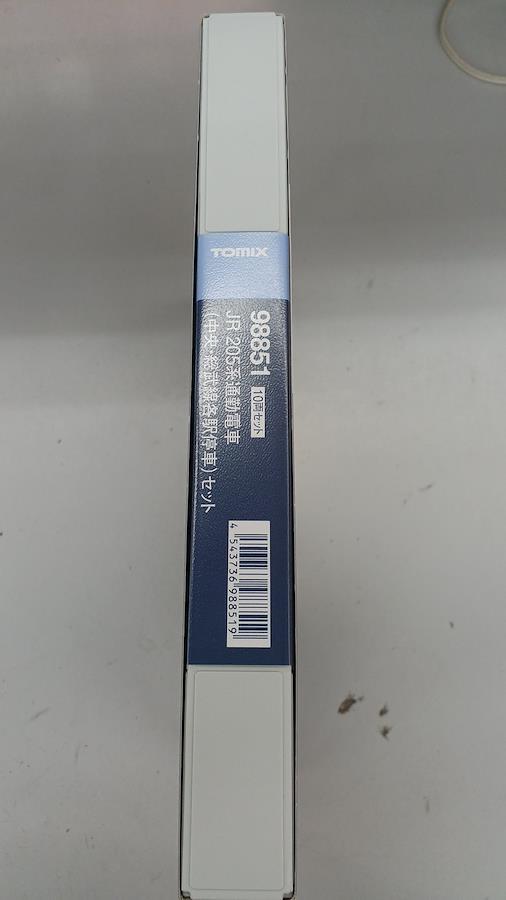 TOMIX
98851 10両セット
JR 205系通勤電車
(中央・総武線各駅停車)セット
4 543736 988519